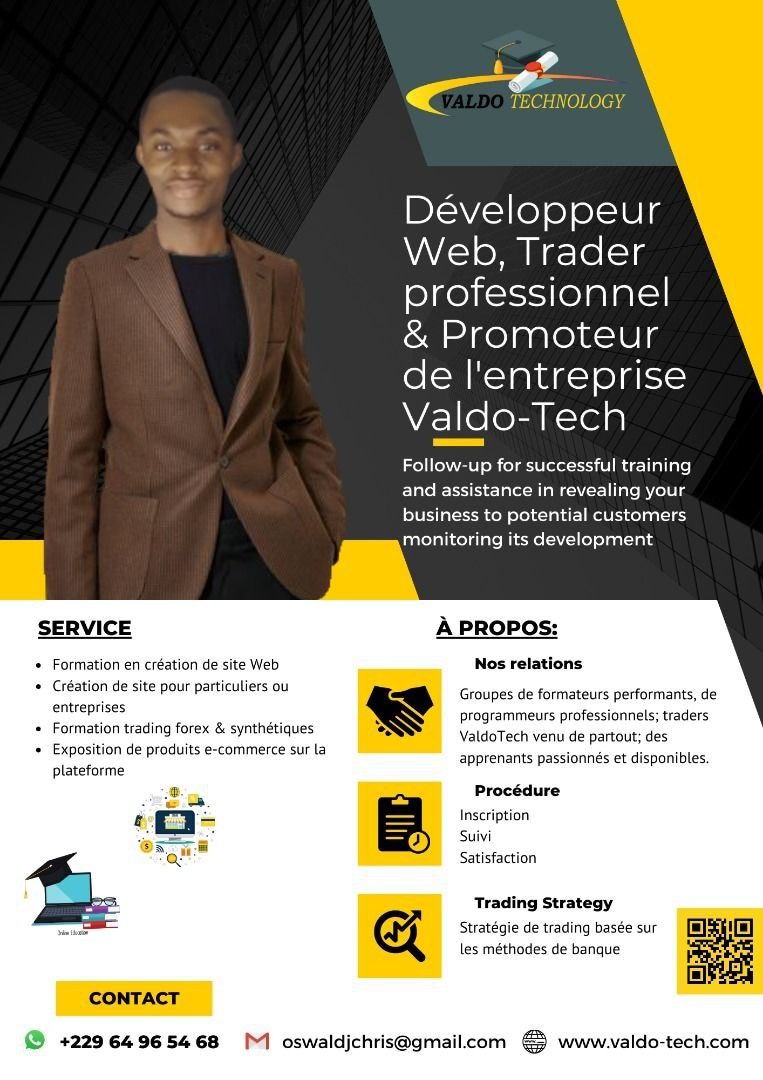 VALDO TECHNOLOGY
Développeur
Web, Trader
professionnel
& Promoteur
de l'entreprise
Valdo-Tech
Follow-up for successful training
and assistance in revealing your
business to potential customers
monitoring its development
SERVICE
• Formation en création de site Web
• Création de site pour particuliers ou
entreprises
• Formation trading forex & synthétiques
• Exposition de produits e-commerce sur la
plateforme
Online Education
À PROPOS:
Nos relations
Groupes de formateurs performants, de
programmeurs professionnels; traders
ValdoTech venu de partout; des
apprenants passionnés et disponibles.
Procédure
Inscription
Suivi
Satisfaction
Trading Strategy
Stratégie de trading basée sur
les méthodes de banque
CONTACT
+229 64 96 54 68
oswaldjchris@gmail.com
www.valdo-tech.com